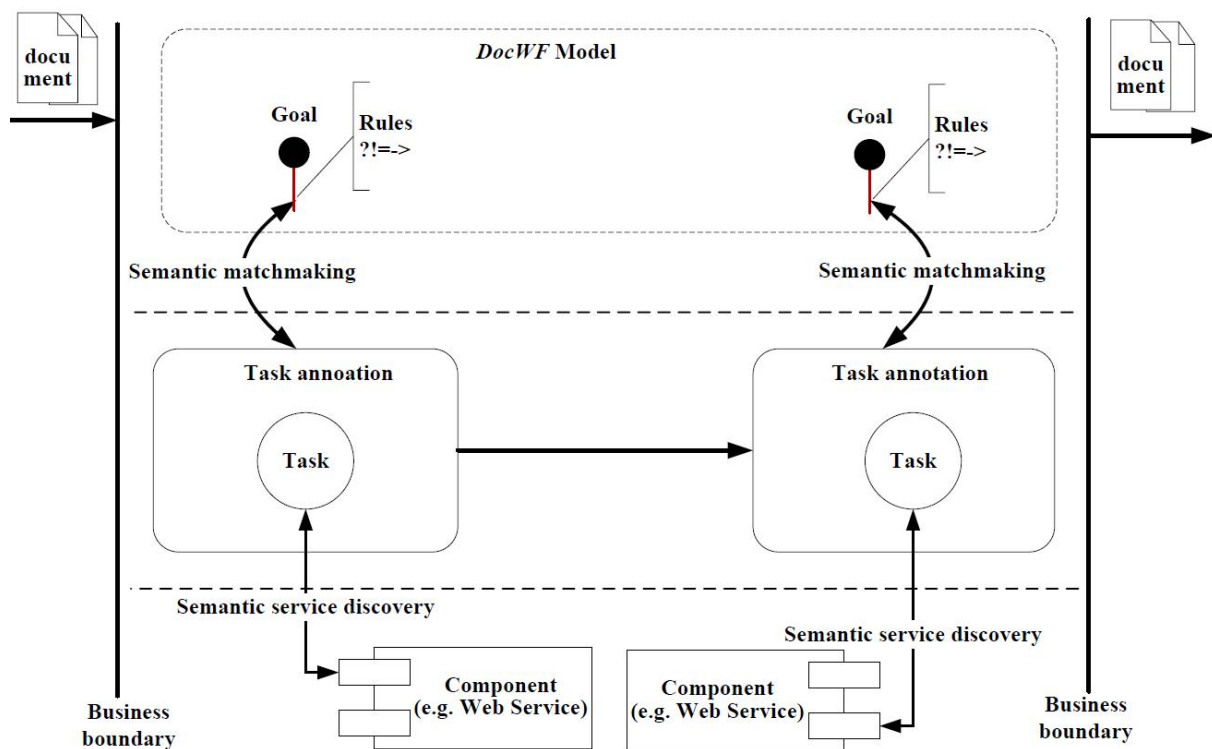 docu
ment
DocWF Model
docu
ment
Goal
Rules
?!=->
Goal
Rules
?!=->
Semantic matchmaking
Semantic matchmaking
Task annoation
Task annotation
Task
Task
Semantic service discovery
Semantic service discovery
Component
(e.g. Web Service)
Component
(e.g. Web Service)
Business
boundary
Business
boundary